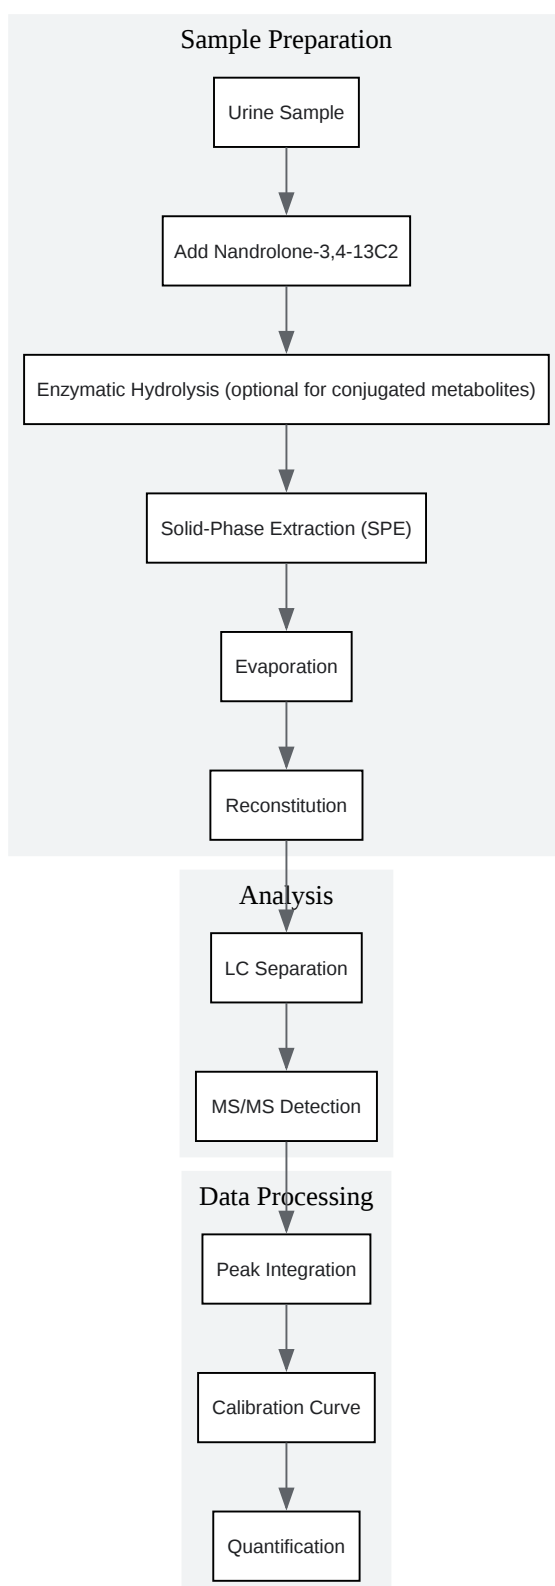 Sample Preparation
Urine Sample
Add Nandrolone-3,4-13C2
Enzymatic Hydrolysis (optional for conjugated metabolites)
Solid-Phase Extraction (SPE)
Evaporation
Reconstitution
Analysis
LC Separation
MS/MS Detection
Data Processing
Peak Integration
Calibration Curve
Quantification